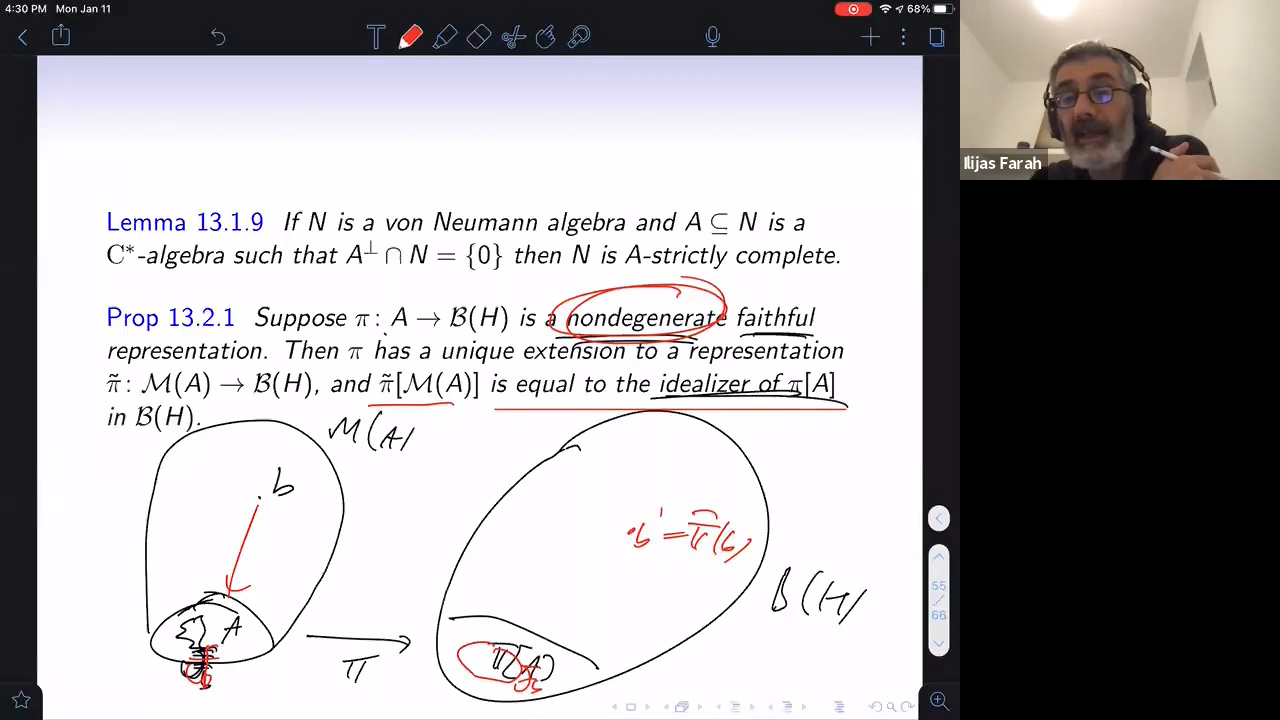 4:30 PM Mon Jan 11
68%
Lemma 13.1.9 If N is a von Neumann algebra and A ⊆ N is a
C*-algebra such that A⊥ ∩ N = {0} then N is A-strictly complete.
Prop 13.2.1 Suppose π: A → B(H) is a nondegenerate faithful
representation. Then π has a unique extension to a representation
π̃: M(A) → B(H), and π̃[M(A)] is equal to the idealizer of π[A]
in B(H).
M(A)
b
b' = π̃(b)
B(H)
A
π
π[A]
55
/
66
Ilijas Farah